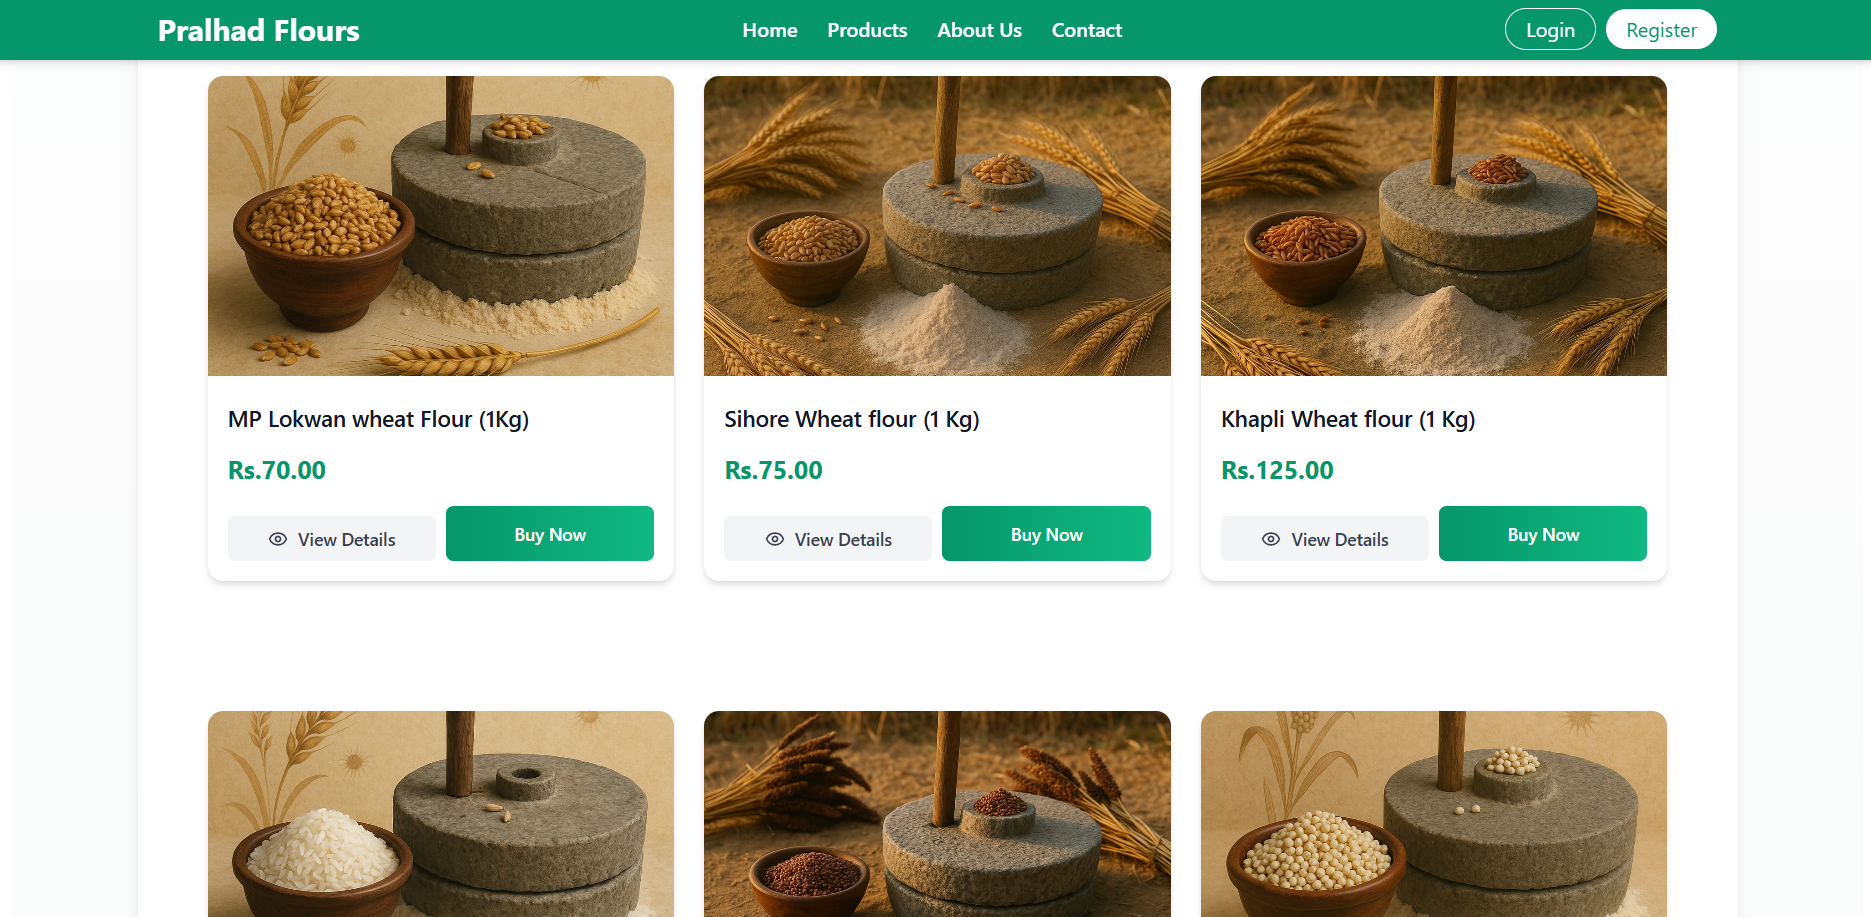 Pralhad Flours
Home Products About Us Contact
Login Register
MP Lokwan wheat Flour (1Kg)
Rs.70.00
View Details Buy Now
Sihore Wheat flour (1 Kg)
Rs.75.00
View Details Buy Now
Khapli Wheat flour (1 Kg)
Rs.125.00
View Details Buy Now